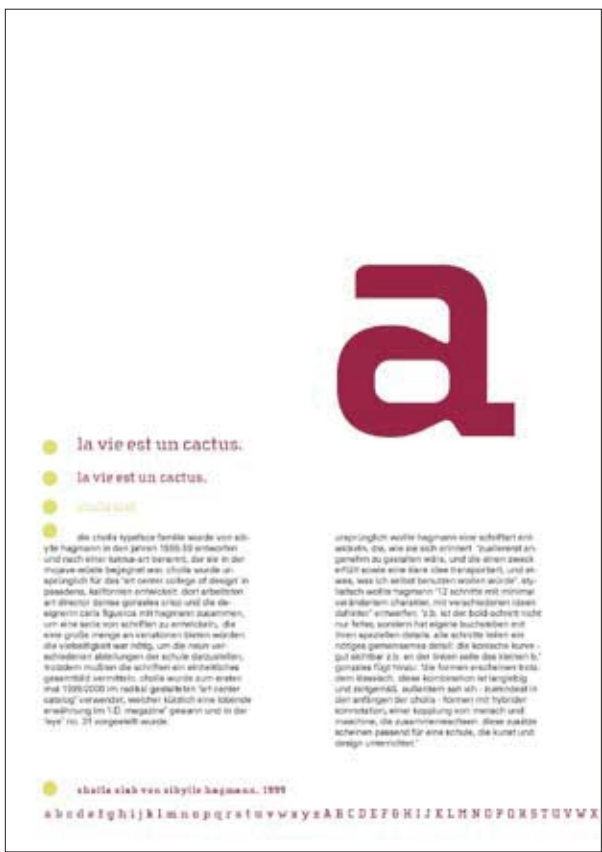 a
la vie est un cactus.
la vie est un cactus.
cholla slab
die cholla typeface familie wurde von sib-
ylle hagmann in den jahren 1998-99 entworfen
und nach einer kaktus-art benannt, der sie in der
mojave-wüste begegnet war. cholla wurde ur-
sprünglich für das "art center college of design" in
pasadena, kalifornien entwickelt. dort arbeiteten
art director denise gonzales crisp und die de-
signerin carla figueroa mit hagmann zusammen,
um eine serie von schriften zu entwickeln, die
eine große menge an variationen bieten würden.
die vielseitigkeit war nötig, um die neun ver-
schiedenen abteilungen der schule darzustellen.
trotzdem mußten die schriften ein einheitliches
gesamtbild vermitteln. cholla wurde zum ersten
mal 1999/2000 im radikal gestalteten "art center
catalog" verwendet, welcher kürzlich eine lobende
erwähnung im "I.D. magazine" gewann und in der
"eye" no. 31 vorgestellt wurde.
ursprünglich wollte hagmann eine schriftart ent-
wickeln, die, wie sie sich erinnert "zuallererst an-
genehm zu gestalten wäre, und die einen zweck
erfüllt sowie eine klare idee transportiert, und et-
was, was ich selbst benutzen wollen würde". sty-
listisch wollte hagmann "12 schnitte mit minimal
verändertem charakter, mit verschiedenen ideen
dahinter" entwerfen. "z.b. ist der bold-schnitt nicht
nur fetter, sondern hat eigene buchstaben mit
ihren speziellen details. alle schnitte teilen ein
nötiges gemeinsames detail: die konische kurve -
gut sichtbar z.b. an der linken seite des kleinen b."
gonzales fügt hinzu: "die formen erscheinen trotz-
dem klassisch. diese kombination ist langlebig
und zeitgemäß. außerdem sah ich - zumindest in
den anfängen der cholla - formen mit hybrider
konnotation, einer kopplung von mensch und
maschine, die zusammenwachsen. diese zusätze
scheinen passend für eine schule, die kunst und
design unterrichtet."
cholla slab von sibylle hagmann, 1999
a b c d e f g h i j k l m n o p q r s t u v w x y z A B C D E F G H I J K L M N O P Q R S T U V W X